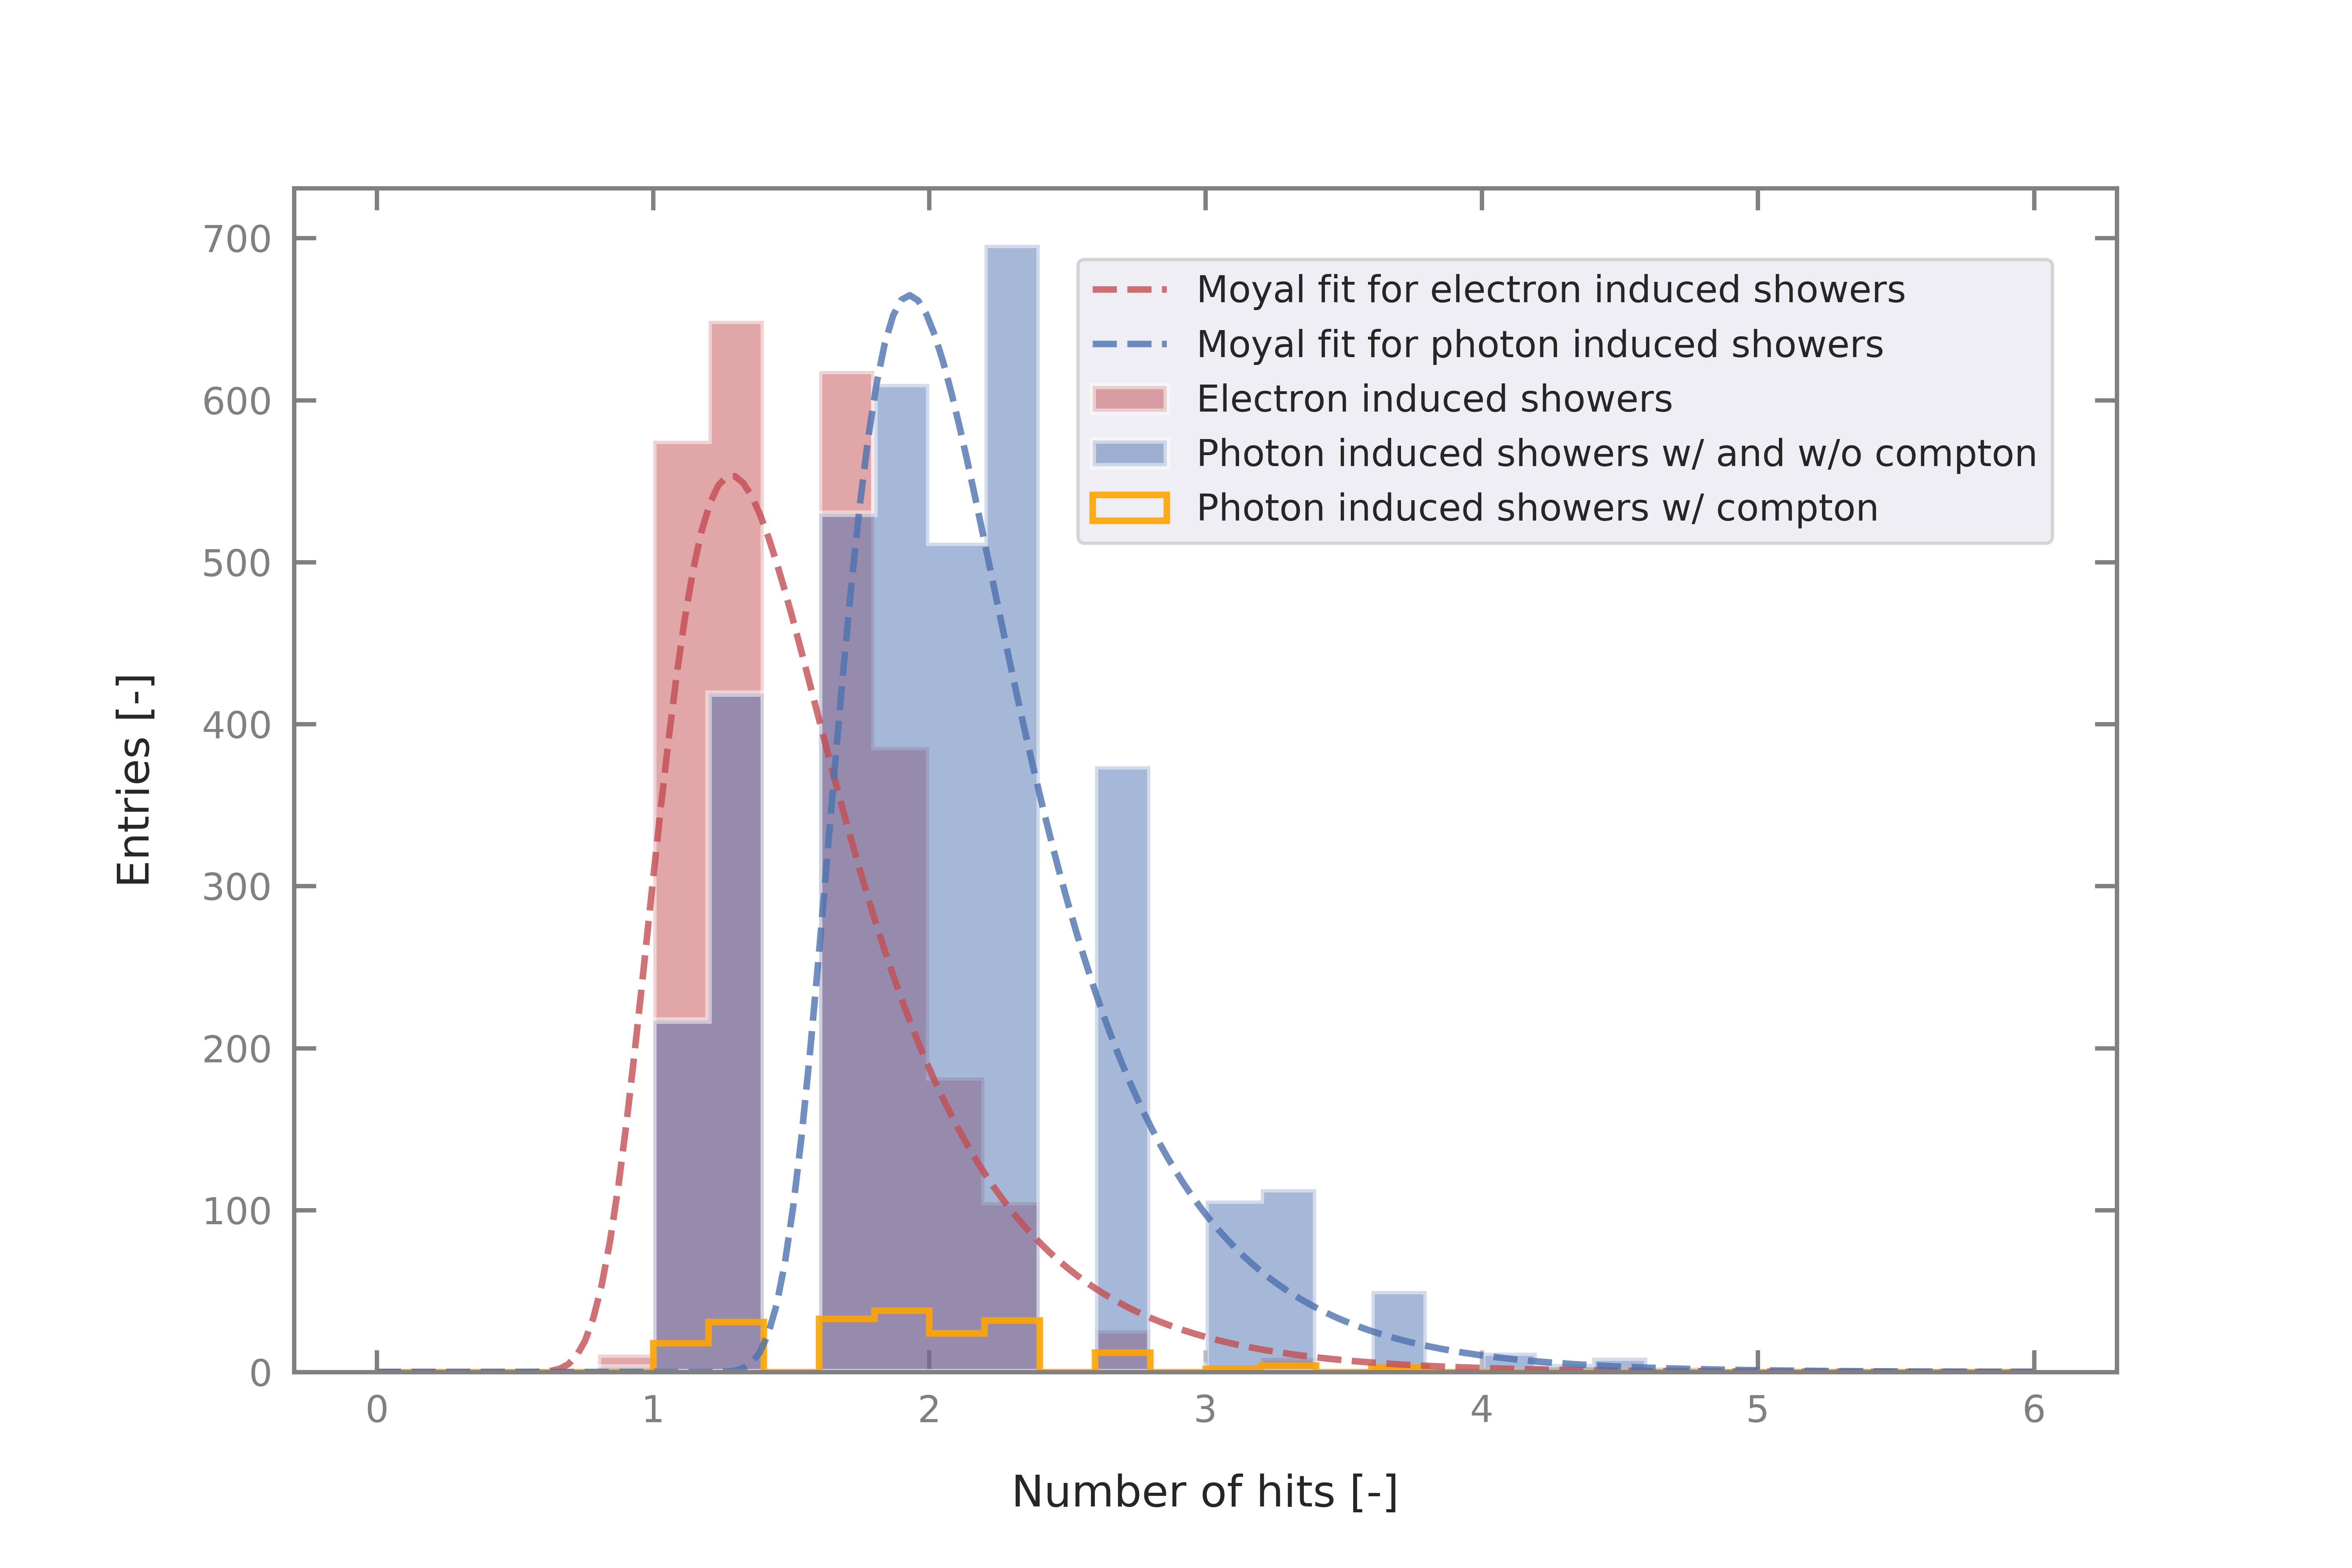 700
600
500
400
300
200
100
0
Entries [-]
Moyal fit for electron induced showers
Moyal fit for photon induced showers
Electron induced showers
Photon induced showers w/ and w/o compton
Photon induced showers w/ compton
0 1 2 3 4 5 6
Number of hits [-]